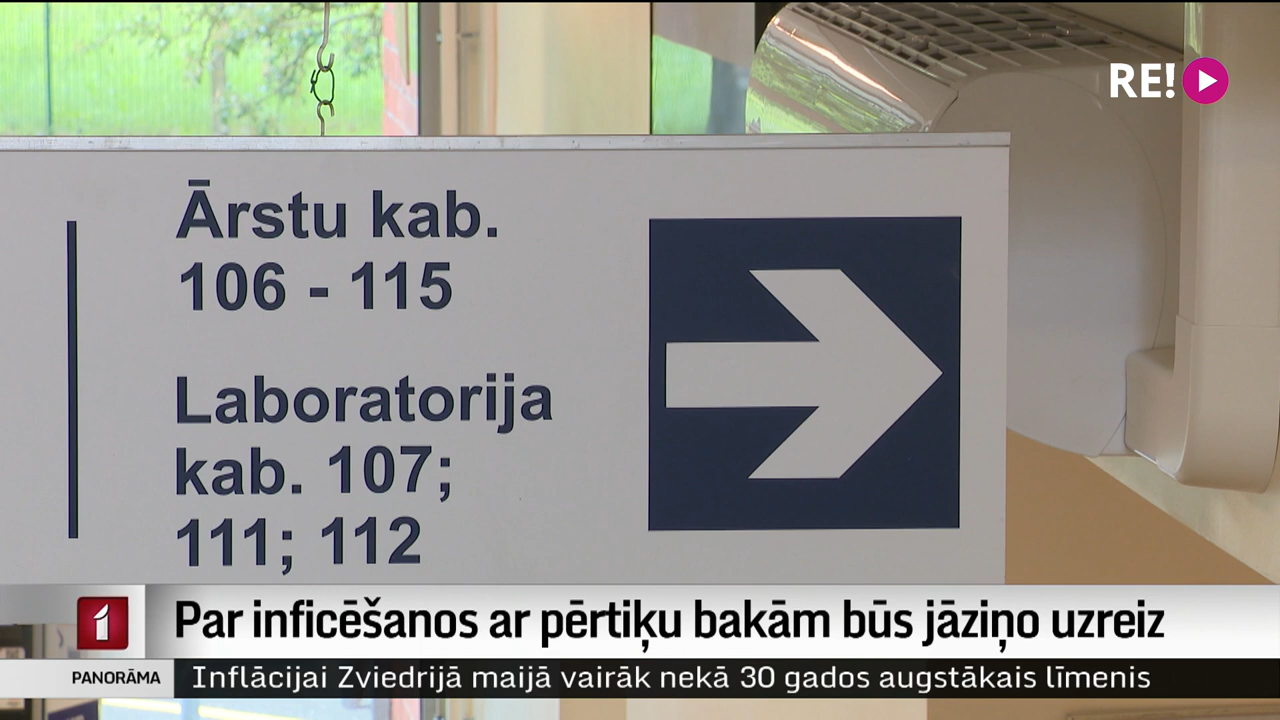 RE!
Ārstu kab.
106 - 115
Laboratorija
kab. 107;
111; 112
1
Par inficēšanos ar pērtiķu bakām būs jāziņo uzreiz
PANORĀMA
Inflācijai Zviedrijā maijā vairāk nekā 30 gados augstākais līmenis